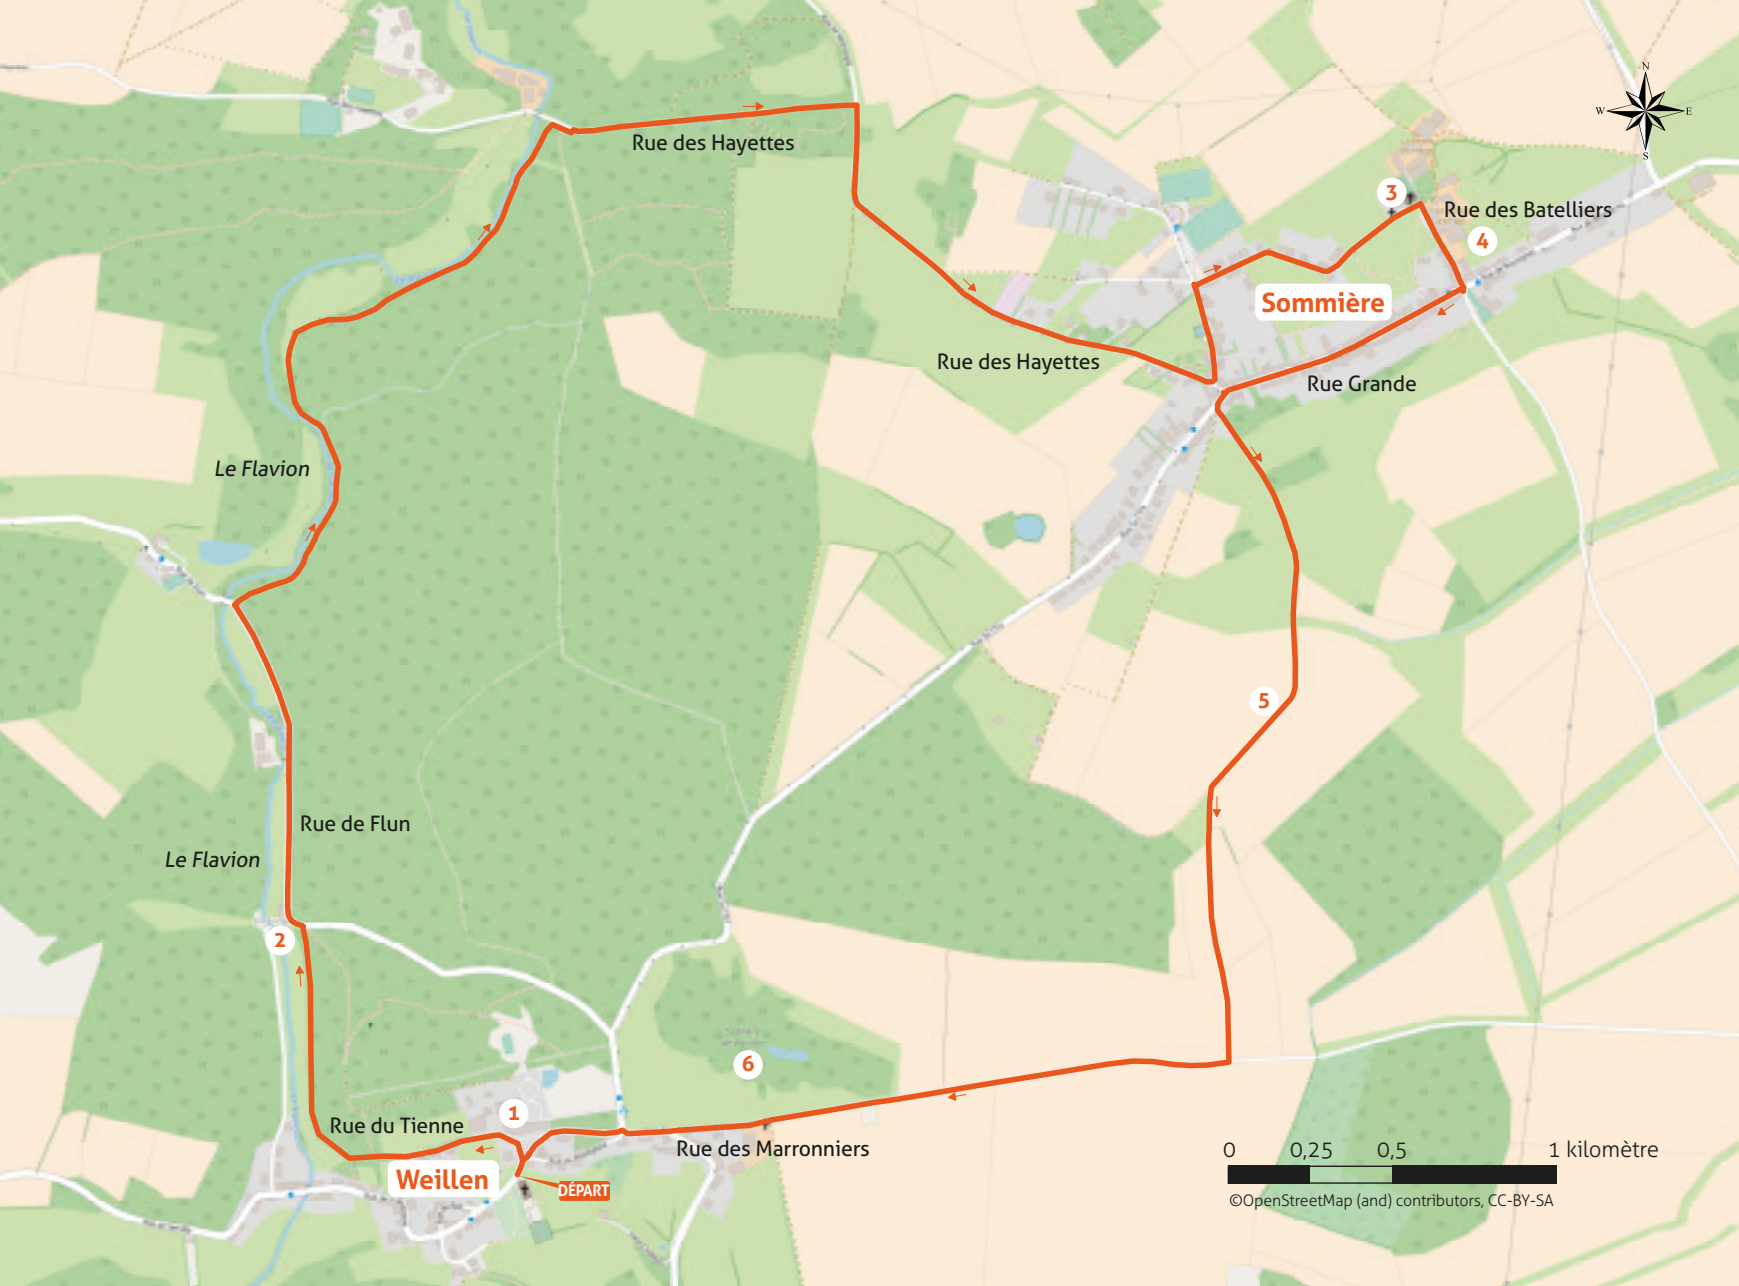 N
W
E
S
Rue des Hayettes
3
Rue des Batelliers
4
Sommière
Rue des Hayettes
Rue Grande
Le Flavion
5
Rue de Flun
Le Flavion
2
6
1
Rue du Tienne
Rue des Marronniers
Weillen
DÉPART
0 0,25 0,5 1 kilomètre
©OpenStreetMap (and) contributors, CC-BY-SA